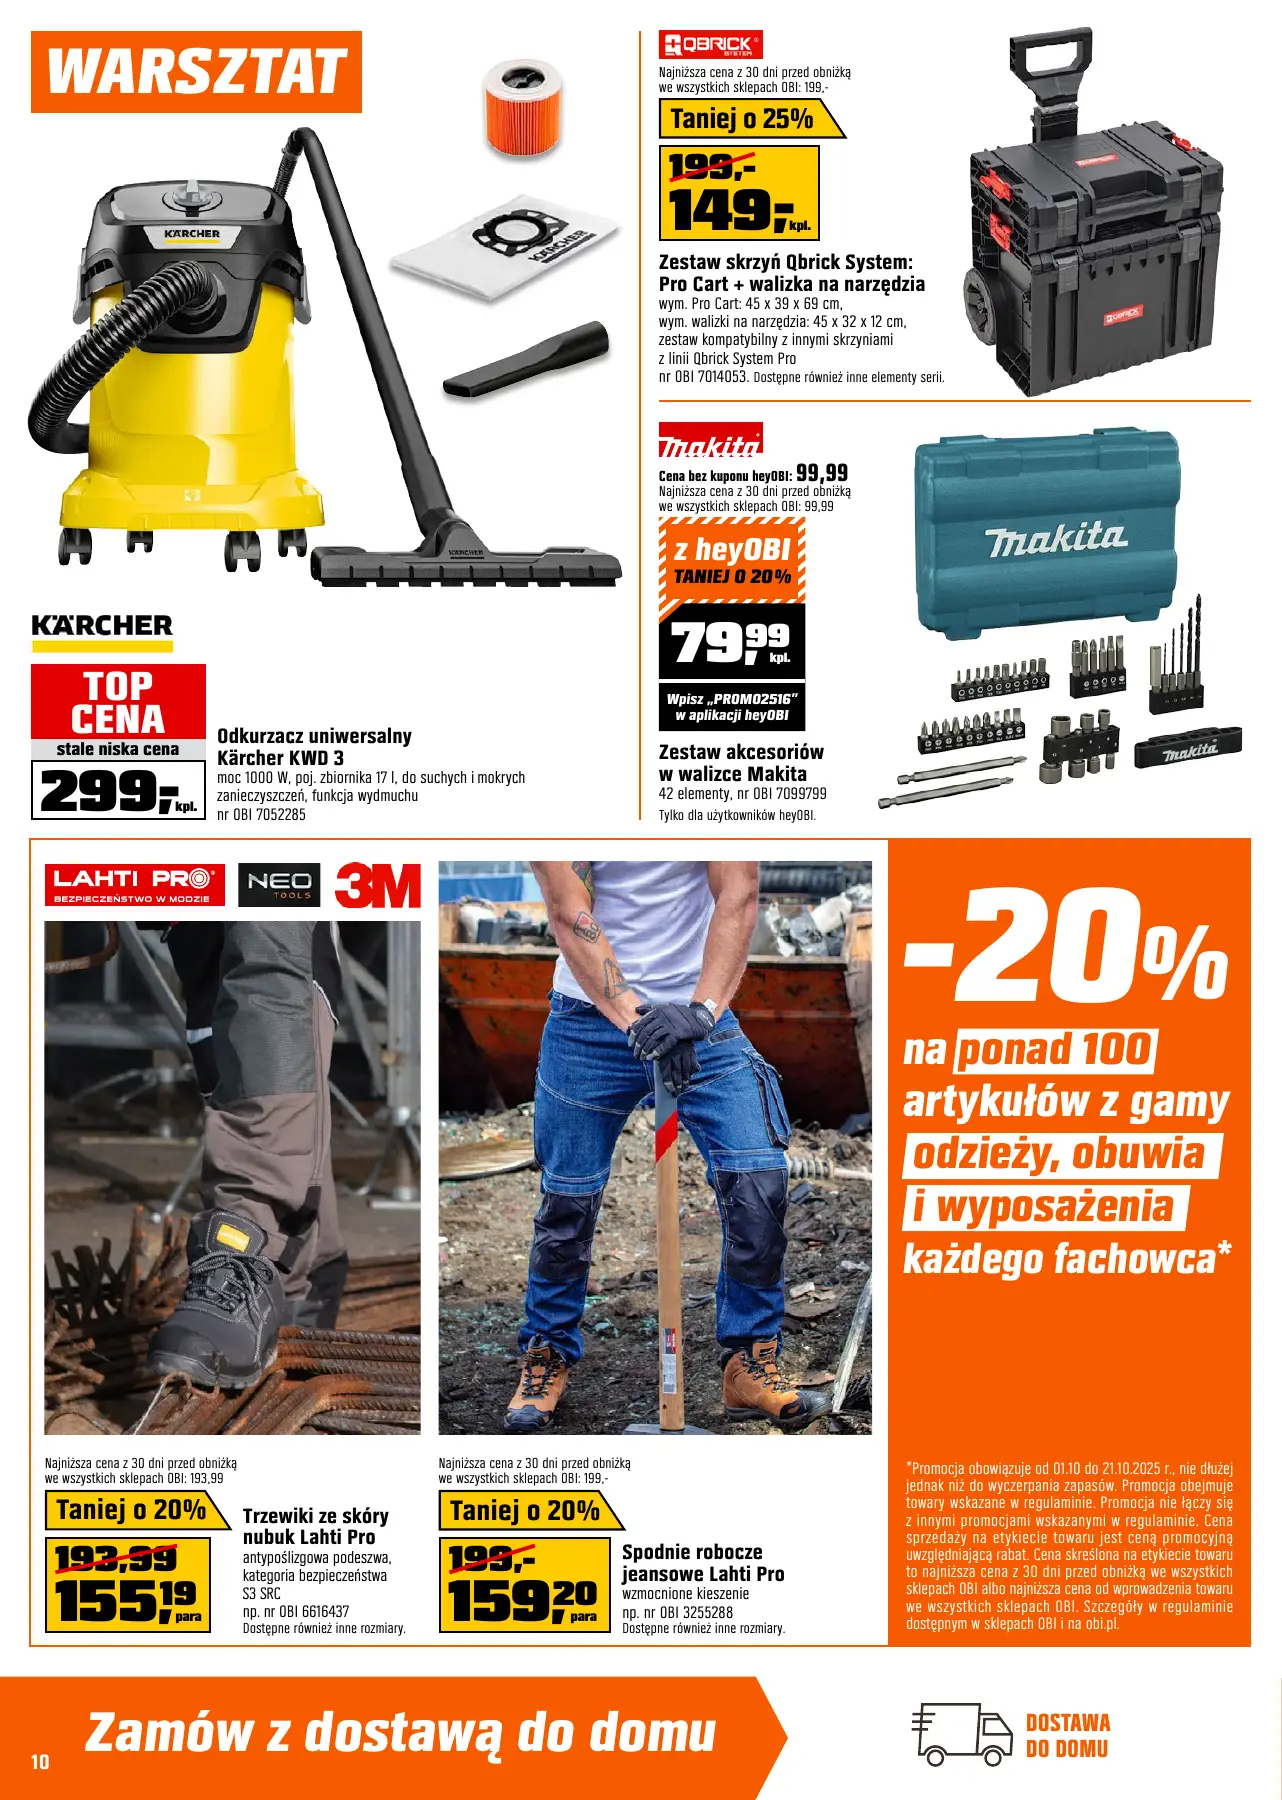 WARSZTAT
KÄRCHER
KÄRCHER
KÄRCHER
KÄRCHER
TOP
CENA
stale niska cena
299,- kpl.
Odkurzacz uniwersalny
Kärcher KWD 3
moc 1000 W, poj. zbiornika 17 l, do suchych i mokrych
zanieczyszczeń, funkcja wydmuchu
nr OBI 7052285
QBRICK SYSTEM
Najniższa cena z 30 dni przed obniżką
we wszystkich sklepach OBI: 199,-
Taniej o 25%
199,-
149,- kpl.
Zestaw skrzyń Qbrick System:
Pro Cart + walizka na narzędzia
wym. Pro Cart: 45 x 39 x 69 cm,
wym. walizki na narzędzia: 45 x 32 x 12 cm,
zestaw kompatybilny z innymi skrzyniami
z linii Qbrick System Pro
nr OBI 7014053. Dostępne również inne elementy serii.
QBRICK
QBRICK
makita
Cena bez kuponu heyOBI: 99,99
Najniższa cena z 30 dni przed obniżką
we wszystkich sklepach OBI: 99,99
z heyOBI
TANIEJ O 20%
79,99 kpl.
Wpisz „PROMO2516”
w aplikacji heyOBI
Zestaw akcesoriów
w walizce Makita
42 elementy, nr OBI 7099799
Tylko dla użytkowników heyOBI.
makita
makita
LAHTI PRO
BEZPIECZEŃSTWO W MODZIE
NEO
TOOLS
3M
Najniższa cena z 30 dni przed obniżką
we wszystkich sklepach OBI: 193,99
Taniej o 20%
193,99
155,19 para
Trzewiki ze skóry
nubuk Lahti Pro
antypoślizgowa podeszwa,
kategoria bezpieczeństwa
S3 SRC
np. nr OBI 6616437
Dostępne również inne rozmiary.
Najniższa cena z 30 dni przed obniżką
we wszystkich sklepach OBI: 199,-
Taniej o 20%
199,-
159,20 para
Spodnie robocze
jeansowe Lahti Pro
wzmocnione kieszenie
np. nr OBI 3255288
Dostępne również inne rozmiary.
-20%
na ponad 100
artykułów z gamy
odzieży, obuwia
i wyposażenia
każdego fachowca*
*Promocja obowiązuje od 01.10 do 21.10.2025 r., nie dłużej
jednak niż do wyczerpania zapasów. Promocja obejmuje
towary wskazane w regulaminie. Promocja nie łączy się
z innymi promocjami wskazanymi w regulaminie. Cena
sprzedaży na etykiecie towaru jest ceną promocyjną
uwzględniającą rabat. Cena skreślona na etykiecie towaru
to najniższa cena z 30 dni przed obniżką we wszystkich
sklepach OBI albo najniższa cena od wprowadzenia towaru
we wszystkich sklepach OBI. Szczegóły w regulaminie
dostępnym w sklepach OBI i na obi.pl.
10
Zamów z dostawą do domu
DOSTAWA
DO DOMU